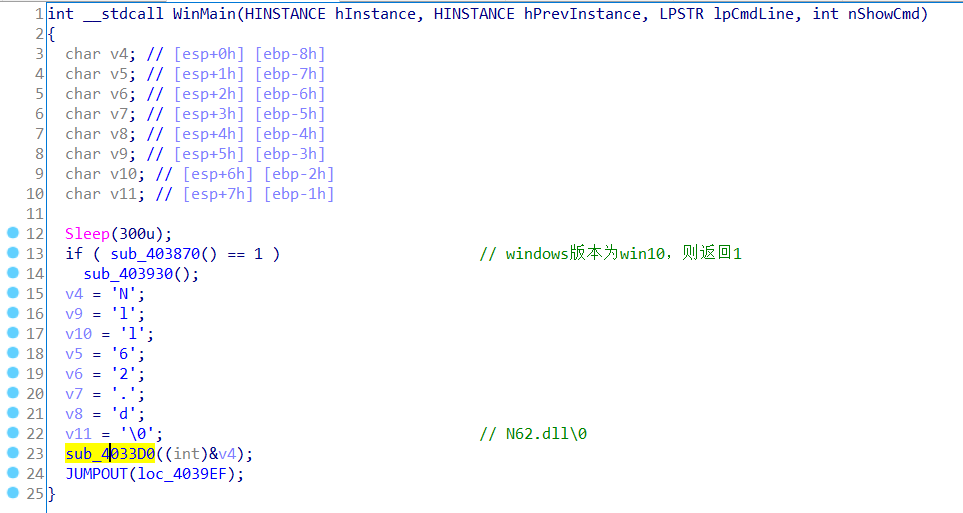 1 int __stdcall WinMain(HINSTANCE hInstance, HINSTANCE hPrevInstance, LPSTR lpCmdLine, int nShowCmd)
2 {
3   char v4; // [esp+0h] [ebp-8h]
4   char v5; // [esp+1h] [ebp-7h]
5   char v6; // [esp+2h] [ebp-6h]
6   char v7; // [esp+3h] [ebp-5h]
7   char v8; // [esp+4h] [ebp-4h]
8   char v9; // [esp+5h] [ebp-3h]
9   char v10; // [esp+6h] [ebp-2h]
10   char v11; // [esp+7h] [ebp-1h]
11
12   Sleep(300u);
13   if ( sub_403870() == 1 ) // windows版本为win10，则返回1
14     sub_403930();
15   v4 = 'N';
16   v9 = 'l';
17   v10 = 'l';
18   v5 = '6';
19   v6 = '2';
20   v7 = '.';
21   v8 = 'd';
22   v11 = '\0'; // N62.dll\0
23   sub_4033D0((int)&v4);
24   JUMPOUT(loc_4039EF);
25 }